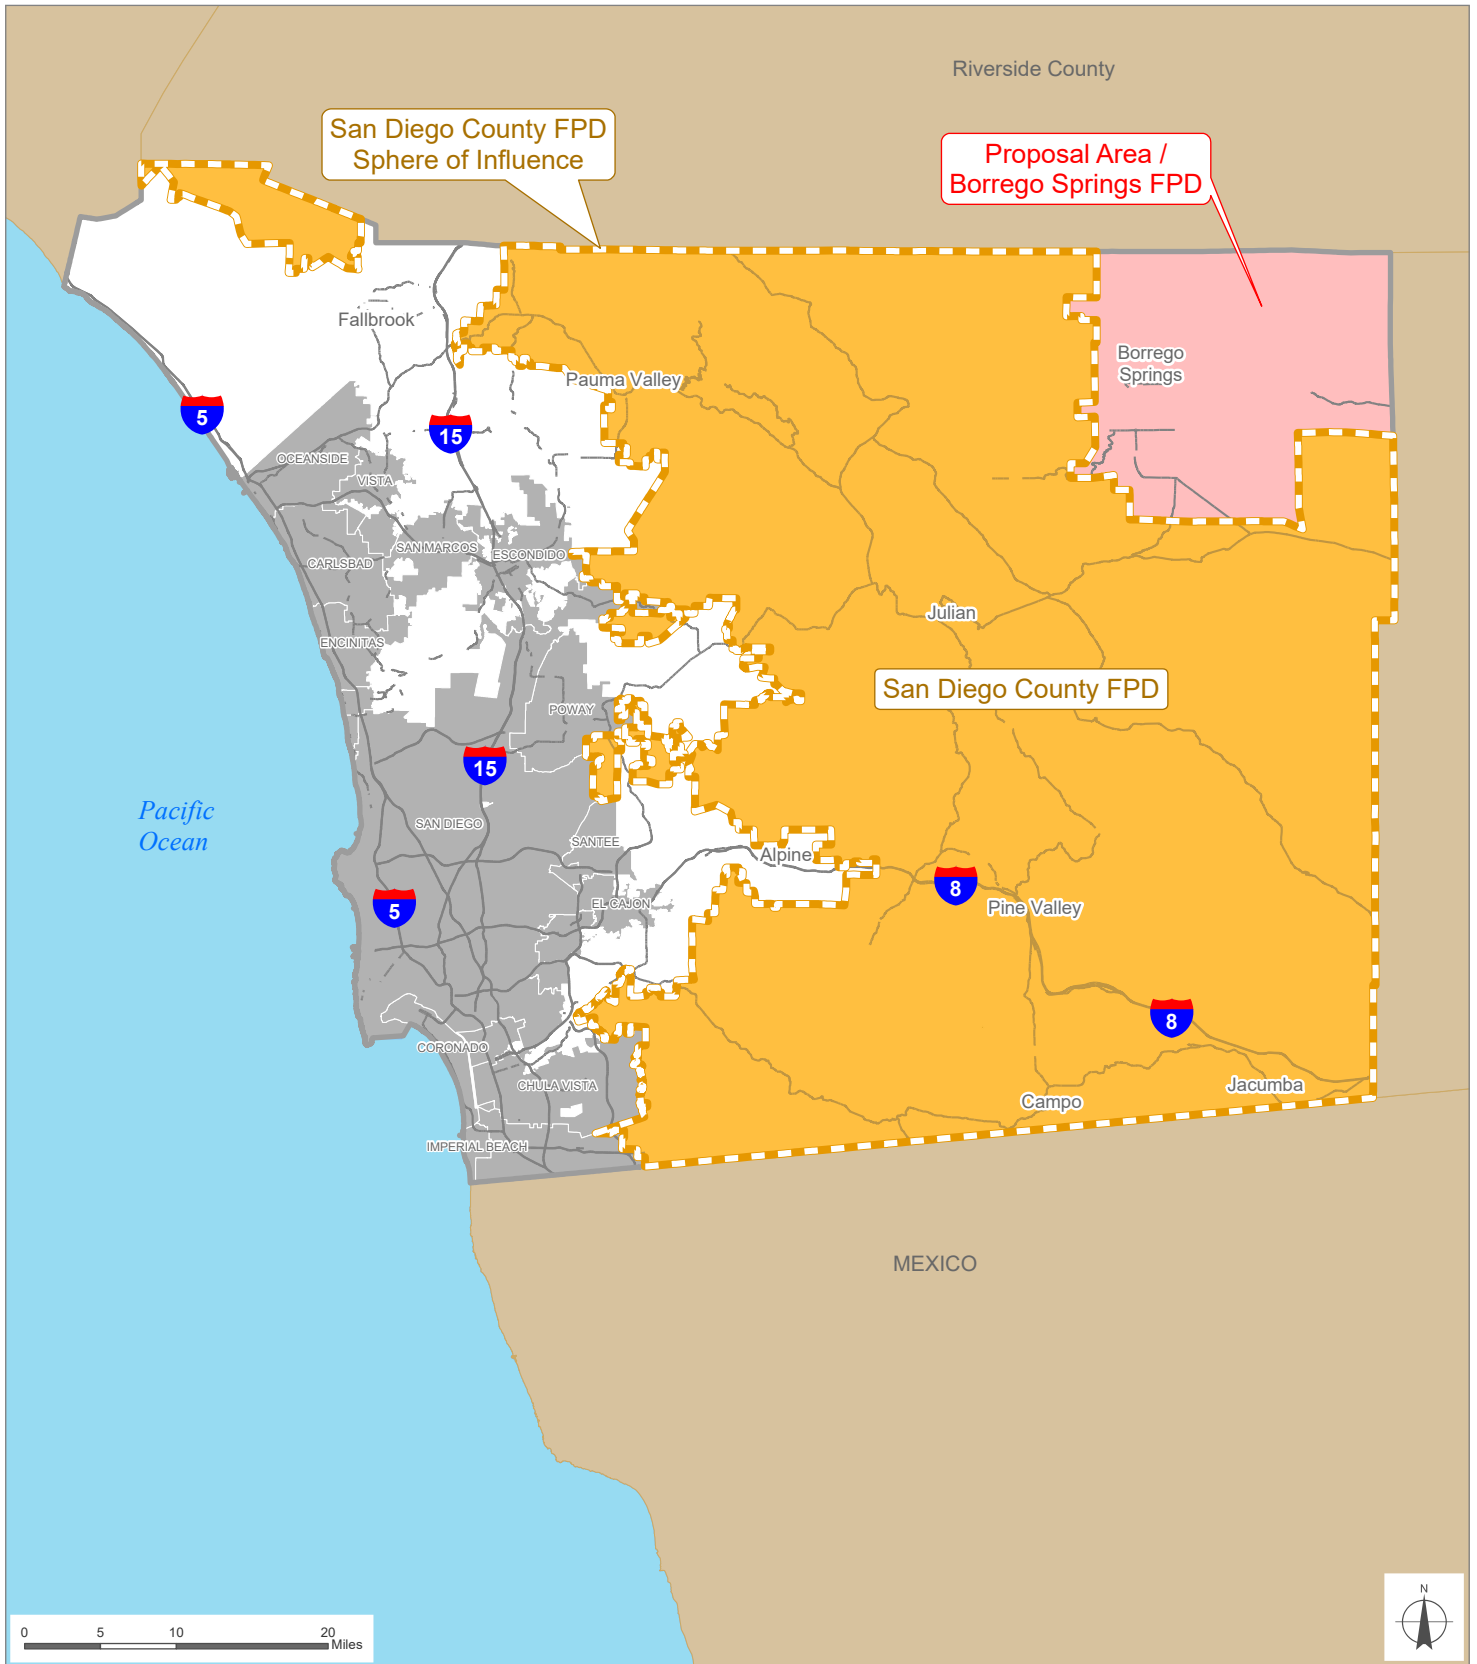 Riverside County
San Diego County FPD
Sphere of Influence
Proposal Area /
Borrego Springs FPD
Fallbrook
Borrego
Springs
Pauma Valley
5
15
OCEANSIDE
VISTA
SAN MARCOS
ESCONDIDO
CARLSBAD
Julian
ENCINITAS
San Diego County FPD
POWAY
15
Pacific
Ocean
SAN DIEGO
SANTEE
Alpine
8
EL CAJON
5
Pine Valley
8
CORONADO
CHULA VISTA
Jacumba
Campo
IMPERIAL BEACH
MEXICO
N
0 5 10 20
Miles